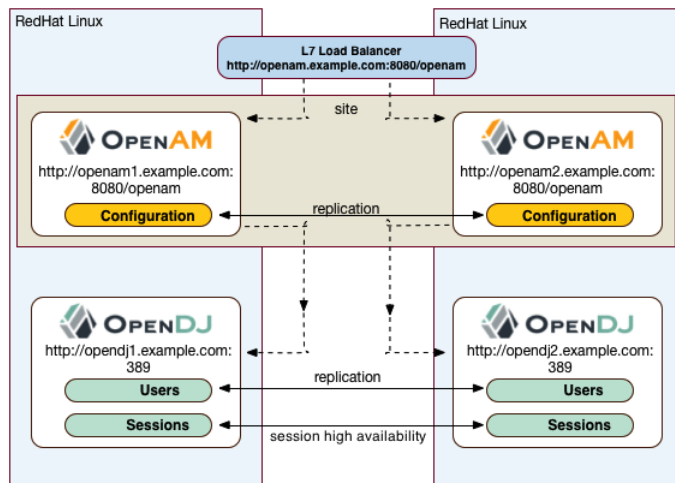 RedHat Linux
RedHat Linux
L7 Load Balancer
http://openam.example.com:8080/openam
site
OPENAM
http://openam1.example.com:
8080/openam
Configuration
OPENAM
http://openam2.example.com:
8080/openam
Configuration
replication
OPENDJ
http://opendj1.example.com:
389
Users
Sessions
OPENDJ
http://opendj2.example.com:
389
Users
Sessions
replication
session high availability